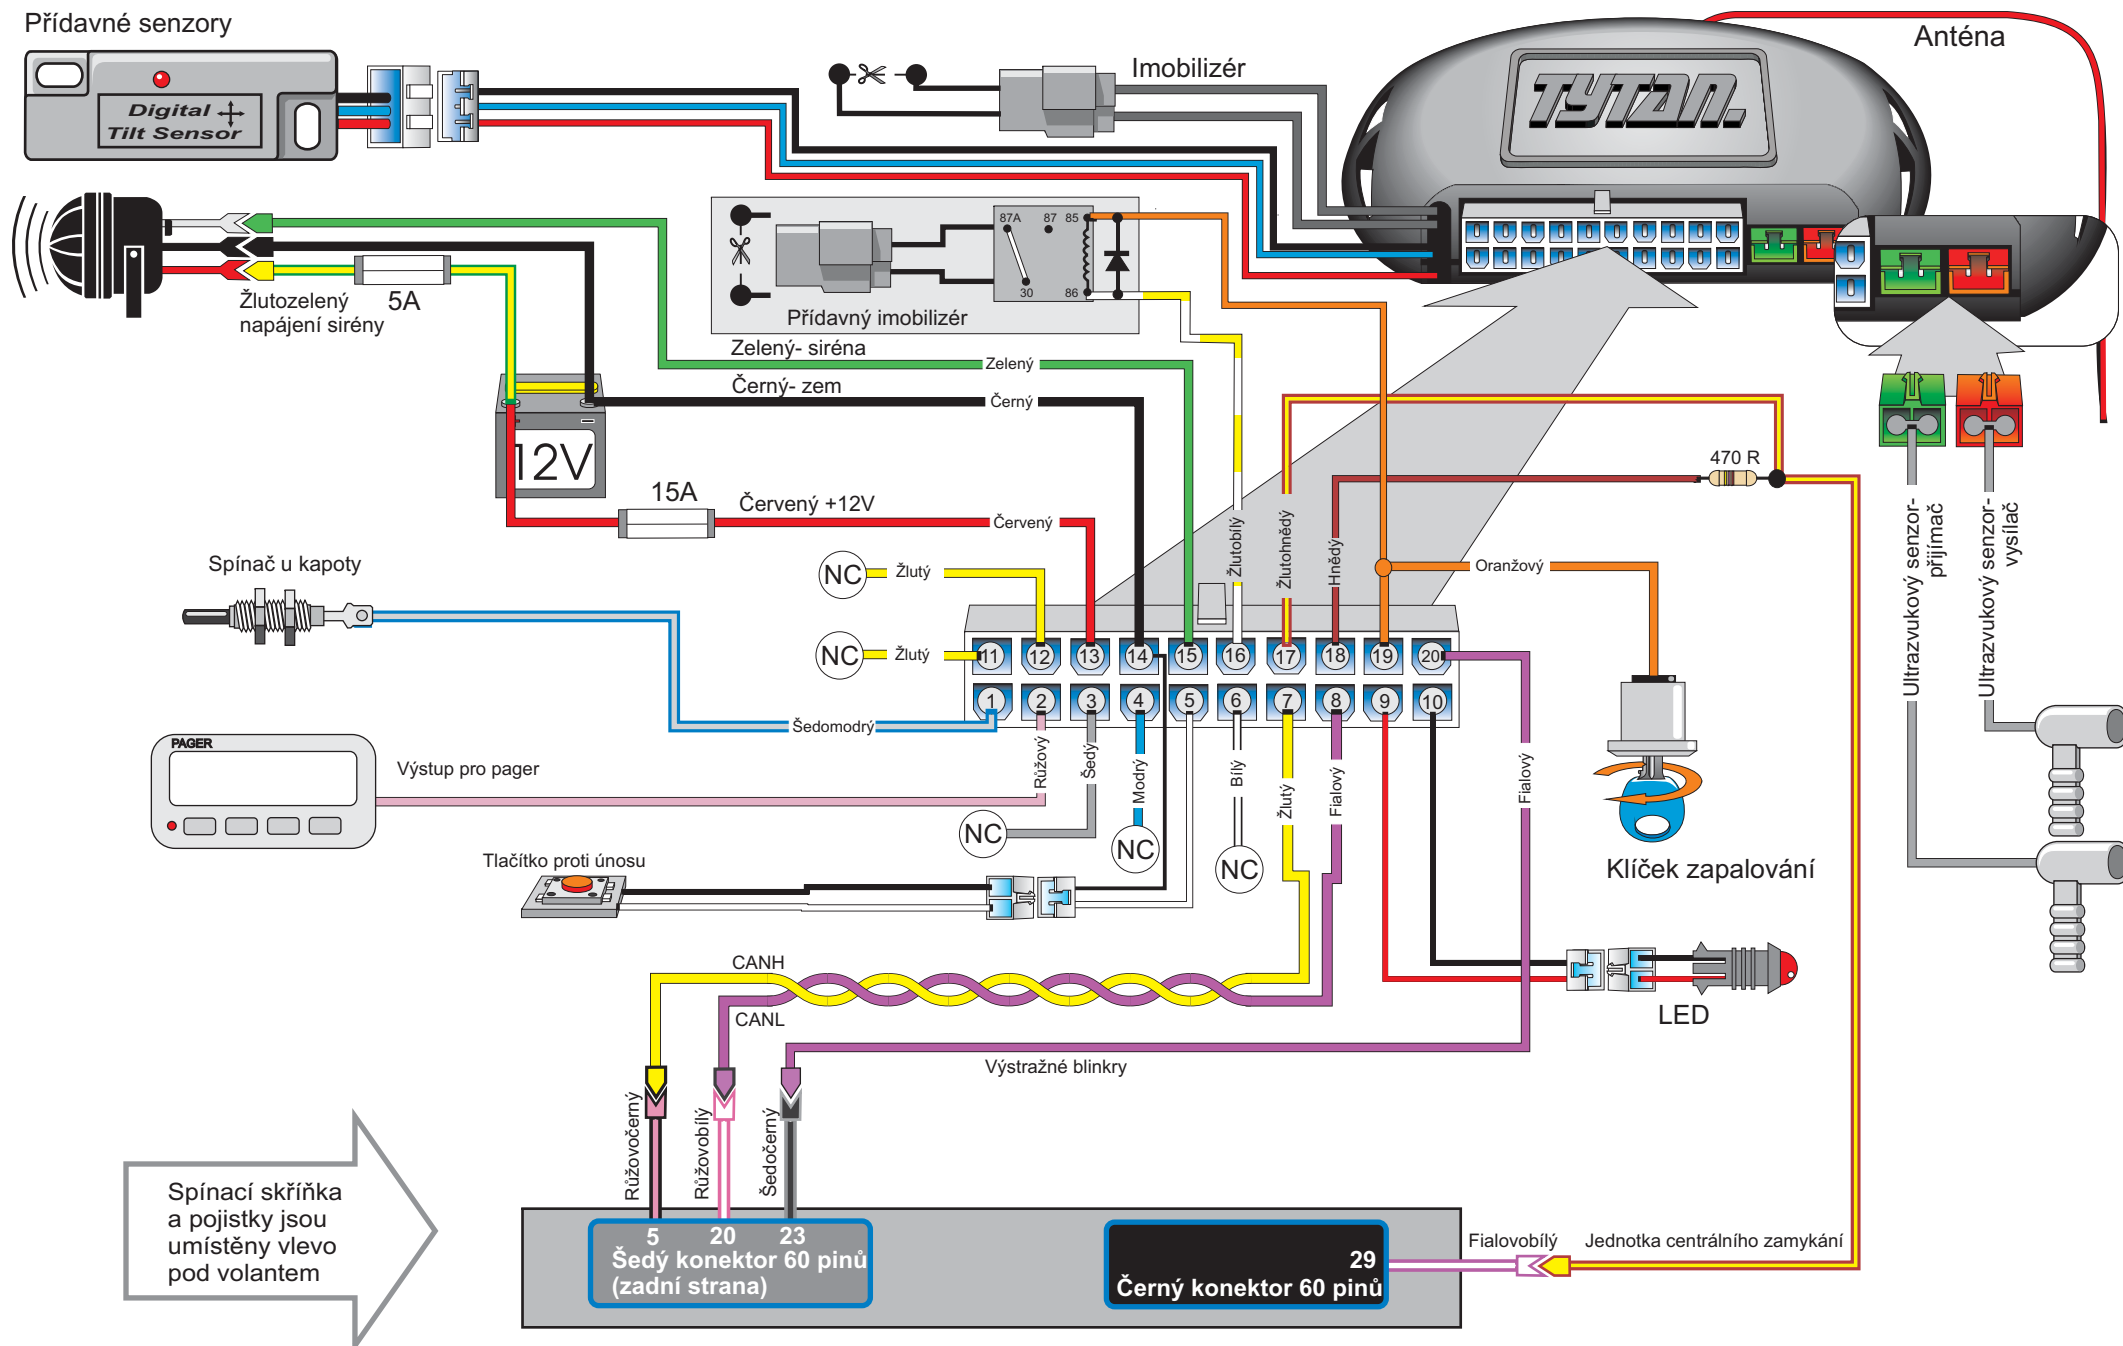 Přídavné senzory
Digital
Tilt Sensor
Imobilizér
Anténa
TYTAN.
87A
87
85
30
86
Přídavný imobilizér
Žlutozelený
napájení sirény
5A
Zelený- siréna
Zelený
Černý- zem
Černý
12V
15A
Červený +12V
Červený
470 R
Žlutobílý
Žlutohnědý
Hnědý
Oranžový
Ultrazvukový senzor-
přijímač
Ultrazvukový senzor-
vysílač
Spínač u kapoty
NC
Žlutý
NC
Žlutý
11
12
13
14
15
16
17
18
19
20
1
2
3
4
5
6
7
8
9
10
Šedomodrý
PAGER
Výstup pro pager
Růžový
Šedý
Modrý
Bílý
Žlutý
Fialový
Fialový
NC
NC
NC
Klíček zapalování
Tlačítko proti únosu
CANH
CANL
LED
Výstražné blinkry
Růžovočerný
Růžovobílý
Šedočerný
Spínací skříňka
a pojistky jsou
umístěny vlevo
pod volantem
5
20
23
Šedý konektor 60 pinů
(zadní strana)
29
Černý konektor 60 pinů
Fialovobílý
Jednotka centrálního zamykání